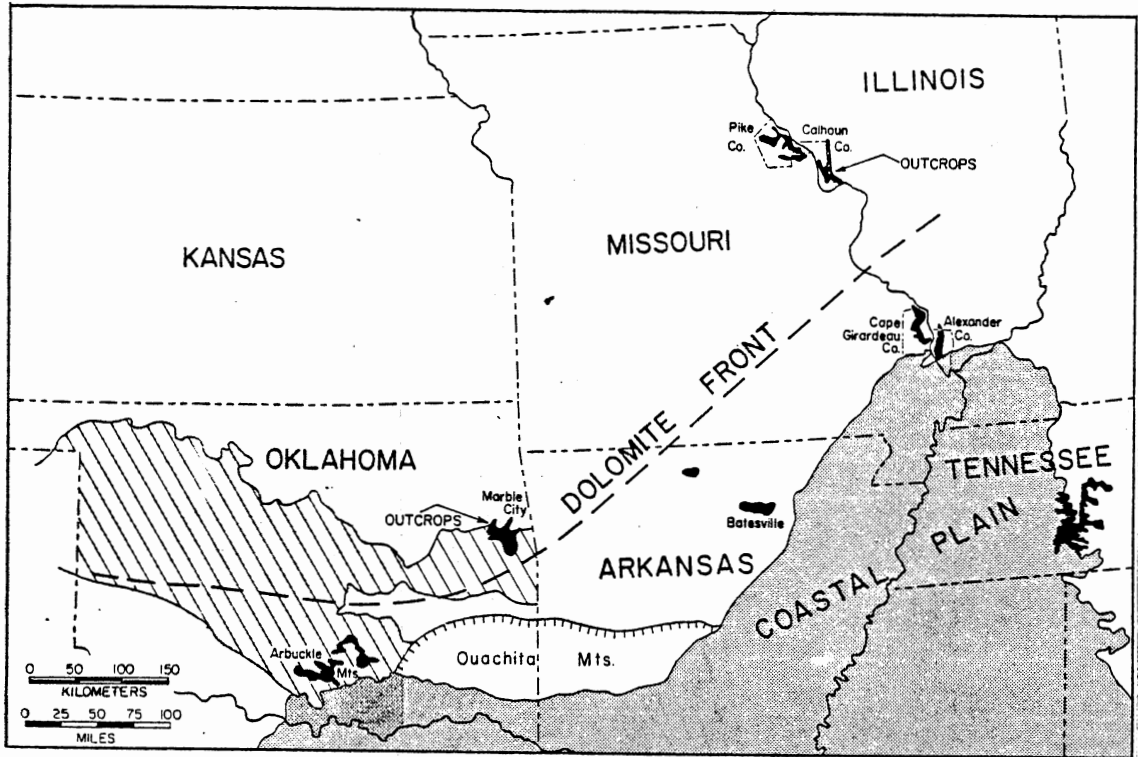 ILLINOIS
Pike
Co.
Calhoun
Co.
OUTCROPS
KANSAS
MISSOURI
Cape
Girardeau
Co.
Alexander
Co.
DOLOMITE FRONT
OKLAHOMA
Marble
City
OUTCROPS
TENNESSEE
Batesville
ARKANSAS
COASTAL PLAIN
Arbuckle
Mts.
Ouachita Mts.
0 50 100 150
KILOMETERS
0 25 50 75 100
MILES